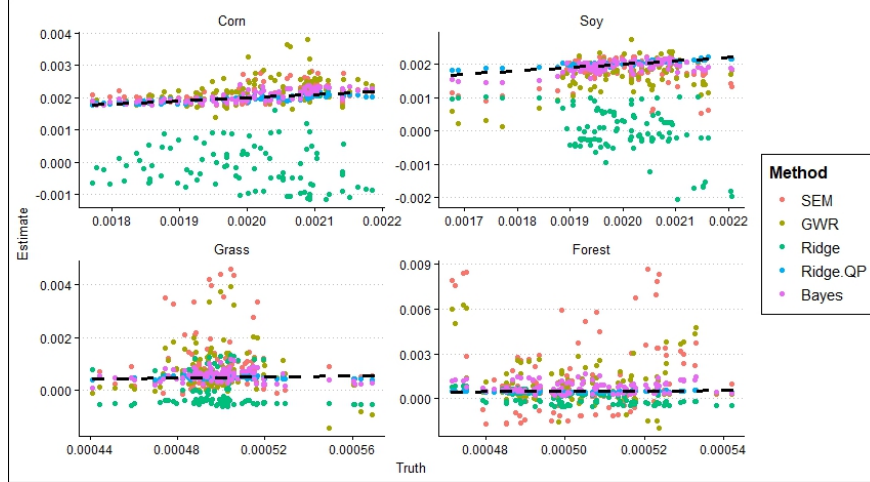 Corn
Soy
0.004
0.003
0.002
0.001
0.000
-0.001
0.002
0.001
0.000
-0.001
-0.002
0.0018 0.0019 0.0020 0.0021 0.0022
0.0017 0.0018 0.0019 0.0020 0.0021 0.0022
Grass
Forest
0.004
0.002
0.000
0.009
0.006
0.003
0.000
0.00044 0.00048 0.00052 0.00056
0.00048 0.00050 0.00052 0.00054
Estimate
Truth
Method
SEM
GWR
Ridge
Ridge.QP
Bayes